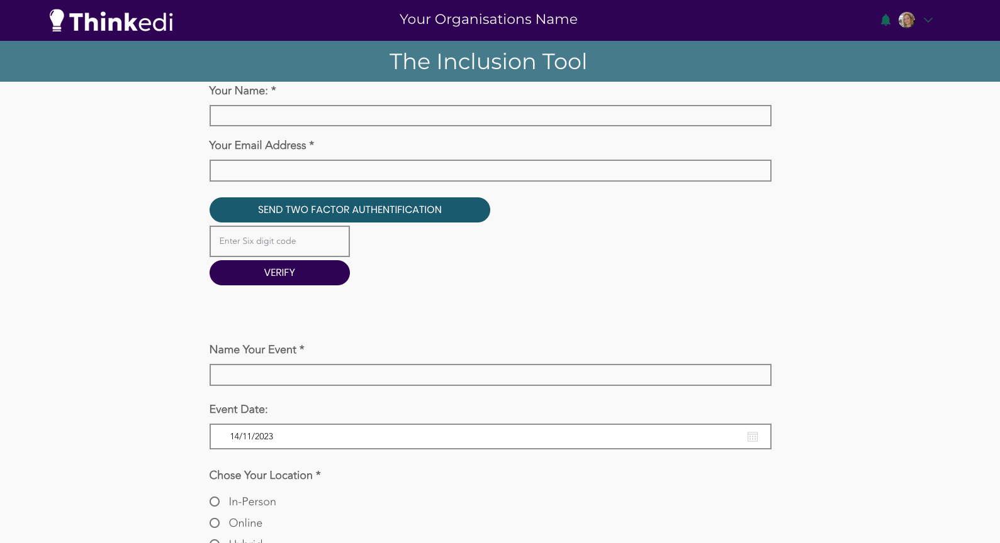 Thinkedi
Your Organisations Name
The Inclusion Tool
Your Name: *
Your Email Address *
SEND TWO FACTOR AUTHENTIFICATION
Enter Six digit code
VERIFY
Name Your Event *
Event Date:
14/11/2023
Chose Your Location *
In-Person
Online
Hybrid